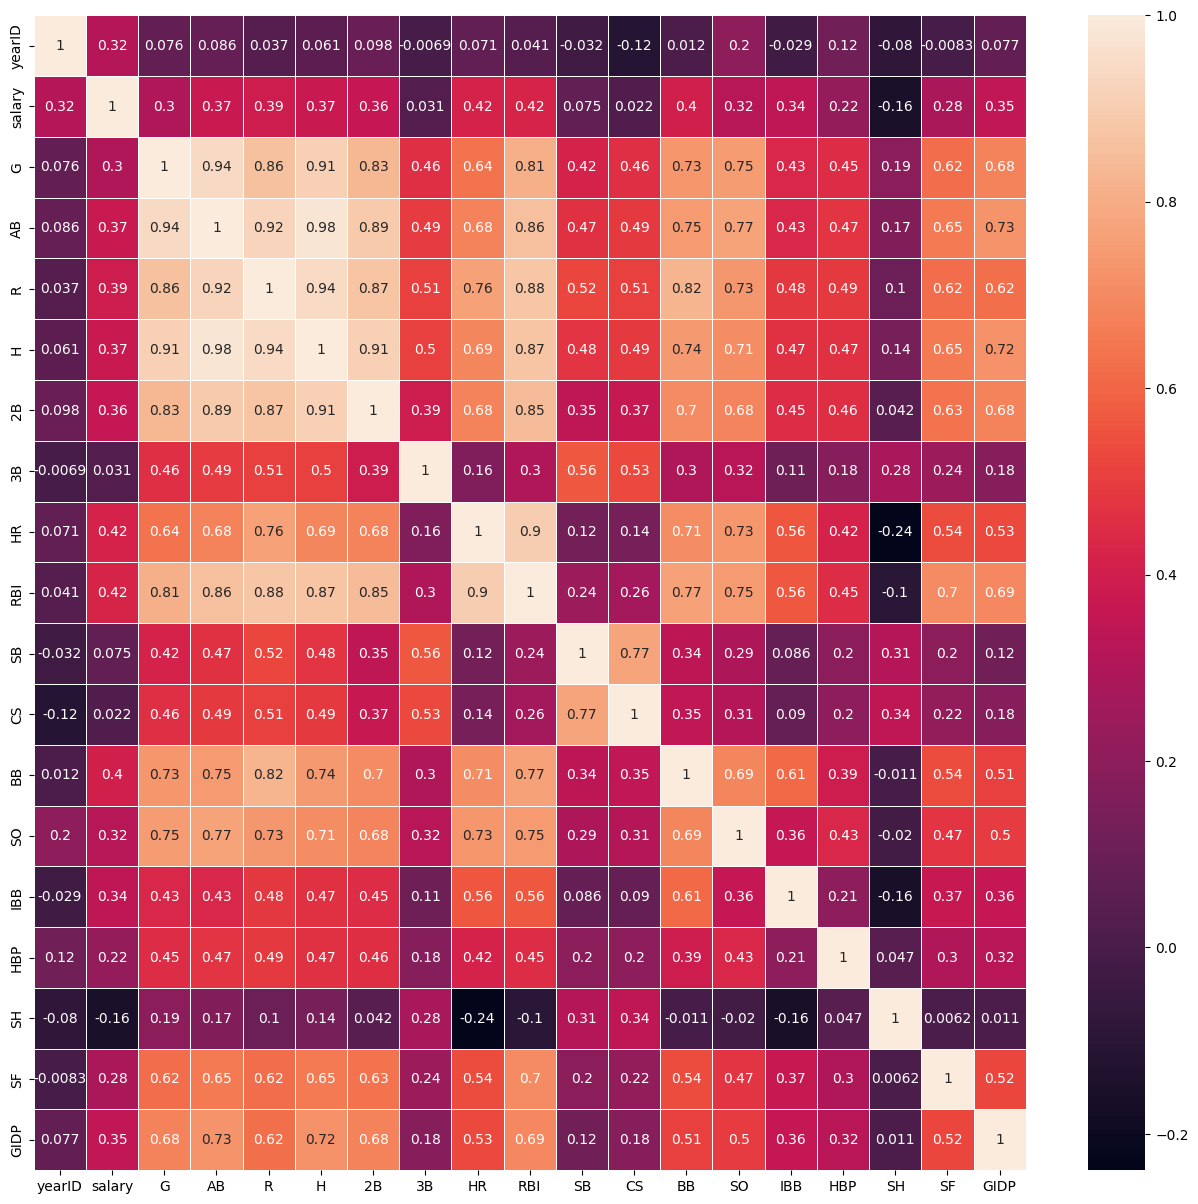 yearID 1 0.32 0.076 0.086 0.037 0.061 0.098 -0.0069 0.071 0.041 -0.032 -0.12 0.012 0.2 -0.029 0.12 -0.08 -0.0083 0.077
salary 0.32 1 0.3 0.37 0.39 0.37 0.36 0.031 0.42 0.42 0.075 0.022 0.4 0.32 0.34 0.22 -0.16 0.28 0.35
G 0.076 0.3 1 0.94 0.86 0.91 0.83 0.46 0.64 0.81 0.42 0.46 0.73 0.75 0.43 0.45 0.19 0.62 0.68
AB 0.086 0.37 0.94 1 0.92 0.98 0.89 0.49 0.68 0.86 0.47 0.49 0.75 0.77 0.43 0.47 0.17 0.65 0.73
R 0.037 0.39 0.86 0.92 1 0.94 0.87 0.51 0.76 0.88 0.52 0.51 0.82 0.73 0.48 0.49 0.1 0.62 0.62
H 0.061 0.37 0.91 0.98 0.94 1 0.91 0.5 0.69 0.87 0.48 0.49 0.74 0.71 0.47 0.47 0.14 0.65 0.72
2B 0.098 0.36 0.83 0.89 0.87 0.91 1 0.39 0.68 0.85 0.35 0.37 0.7 0.68 0.45 0.46 0.042 0.63 0.68
3B -0.0069 0.031 0.46 0.49 0.51 0.5 0.39 1 0.16 0.3 0.56 0.53 0.3 0.32 0.11 0.18 0.28 0.24 0.18
HR 0.071 0.42 0.64 0.68 0.76 0.69 0.68 0.16 1 0.9 0.12 0.14 0.71 0.73 0.56 0.42 -0.24 0.54 0.53
RBI 0.041 0.42 0.81 0.86 0.88 0.87 0.85 0.3 0.9 1 0.24 0.26 0.77 0.75 0.56 0.45 -0.1 0.7 0.69
SB -0.032 0.075 0.42 0.47 0.52 0.48 0.35 0.56 0.12 0.24 1 0.77 0.34 0.29 0.086 0.2 0.31 0.2 0.12
CS -0.12 0.022 0.46 0.49 0.51 0.49 0.37 0.53 0.14 0.26 0.77 1 0.35 0.31 0.09 0.2 0.34 0.22 0.18
BB 0.012 0.4 0.73 0.75 0.82 0.74 0.7 0.3 0.71 0.77 0.34 0.35 1 0.69 0.61 0.39 -0.011 0.54 0.51
SO 0.2 0.32 0.75 0.77 0.73 0.71 0.68 0.32 0.73 0.75 0.29 0.31 0.69 1 0.36 0.43 -0.02 0.47 0.5
IBB -0.029 0.34 0.43 0.43 0.48 0.47 0.45 0.11 0.56 0.56 0.086 0.09 0.61 0.36 1 0.21 -0.16 0.37 0.36
HBP 0.12 0.22 0.45 0.47 0.49 0.47 0.46 0.18 0.42 0.45 0.2 0.2 0.39 0.43 0.21 1 0.047 0.3 0.32
SH -0.08 -0.16 0.19 0.17 0.1 0.14 0.042 0.28 -0.24 -0.1 0.31 0.34 -0.011 -0.02 -0.16 0.047 1 0.0062 0.011
SF -0.0083 0.28 0.62 0.65 0.62 0.65 0.63 0.24 0.54 0.7 0.2 0.22 0.54 0.47 0.37 0.3 0.0062 1 0.52
GIDP 0.077 0.35 0.68 0.73 0.62 0.72 0.68 0.18 0.53 0.69 0.12 0.18 0.51 0.5 0.36 0.32 0.011 0.52 1
yearID salary G AB R H 2B 3B HR RBI SB CS BB SO IBB HBP SH SF GIDP
1.0
0.8
0.6
0.4
0.2
0.0
−0.2